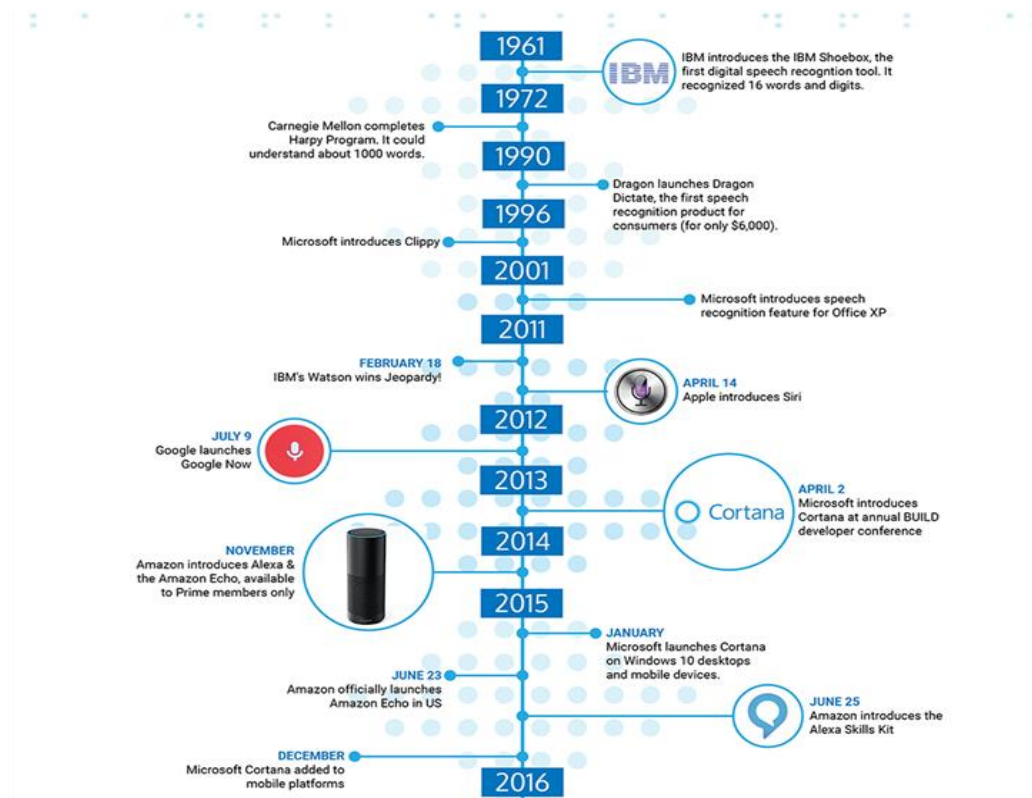 1961
IBM
IBM introduces the IBM Shoebox, the
first digital speech recogntion tool. It
recognized 16 words and digits.
1972
Carnegie Mellon completes
Harpy Program. It could
understand about 1000 words.
1990
Dragon launches Dragon
Dictate, the first speech
recognition product for
consumers (for only $6,000).
1996
Microsoft introduces Clippy
2001
Microsoft introduces speech
recognition feature for Office XP
2011
FEBRUARY 18
IBM's Watson wins Jeopardy!
APRIL 14
Apple introduces Siri
2012
JULY 9
Google launches
Google Now
2013
Cortana
APRIL 2
Microsoft introduces
Cortana at annual BUILD
developer conference
2014
NOVEMBER
Amazon introduces Alexa &
the Amazon Echo, available
to Prime members only
2015
JANUARY
Microsoft launches Cortana
on Windows 10 desktops
and mobile devices.
JUNE 23
Amazon officially launches
Amazon Echo in US
JUNE 25
Amazon introduces the
Alexa Skills Kit
DECEMBER
Microsoft Cortana added to
mobile platforms
2016